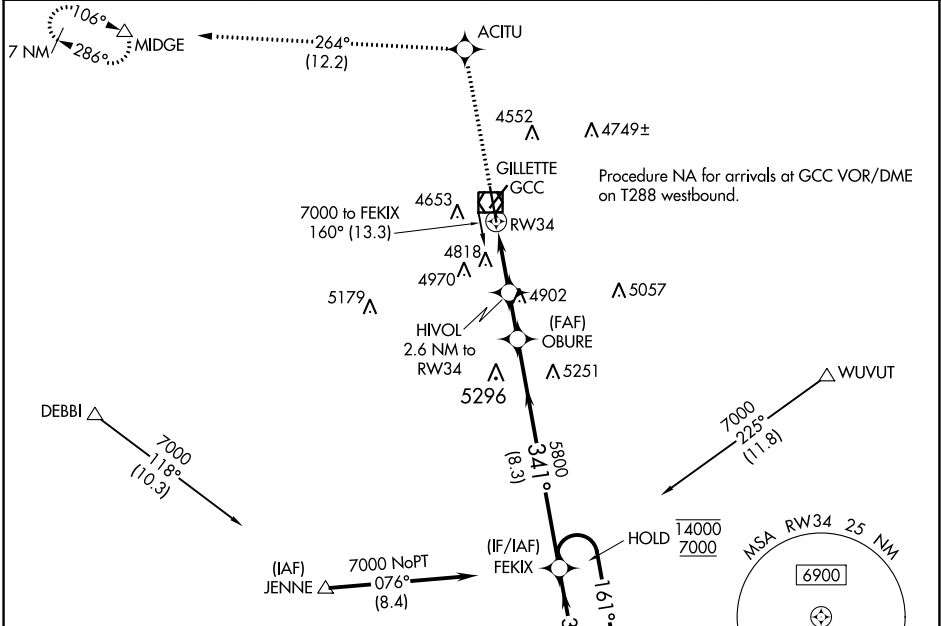 106°
MIDGE
7 NM
286°
264°
(12.2)
ACITU
4552
4749±
GILLETTE
GCC
Procedure NA for arrivals at GCC VOR/DME
on T288 westbound.
4653
7000 to FEKIX
160° (13.3)
RW34
4818
4970
5179
4902
5057
HIVOL
2.6 NM to
RW34
(FAF)
OBURE
5296
5251
WUVUT
DEBBI
7000
118°
(10.3)
7000
225°
(11.8)
5800
341°
(8.3)
HOLD
14000
7000
(IF/IAF)
FEKIX
(IAF)
JENNE
7000 NoPT
076°
(8.4)
161°
3
MSA RW34 25 NM
6900